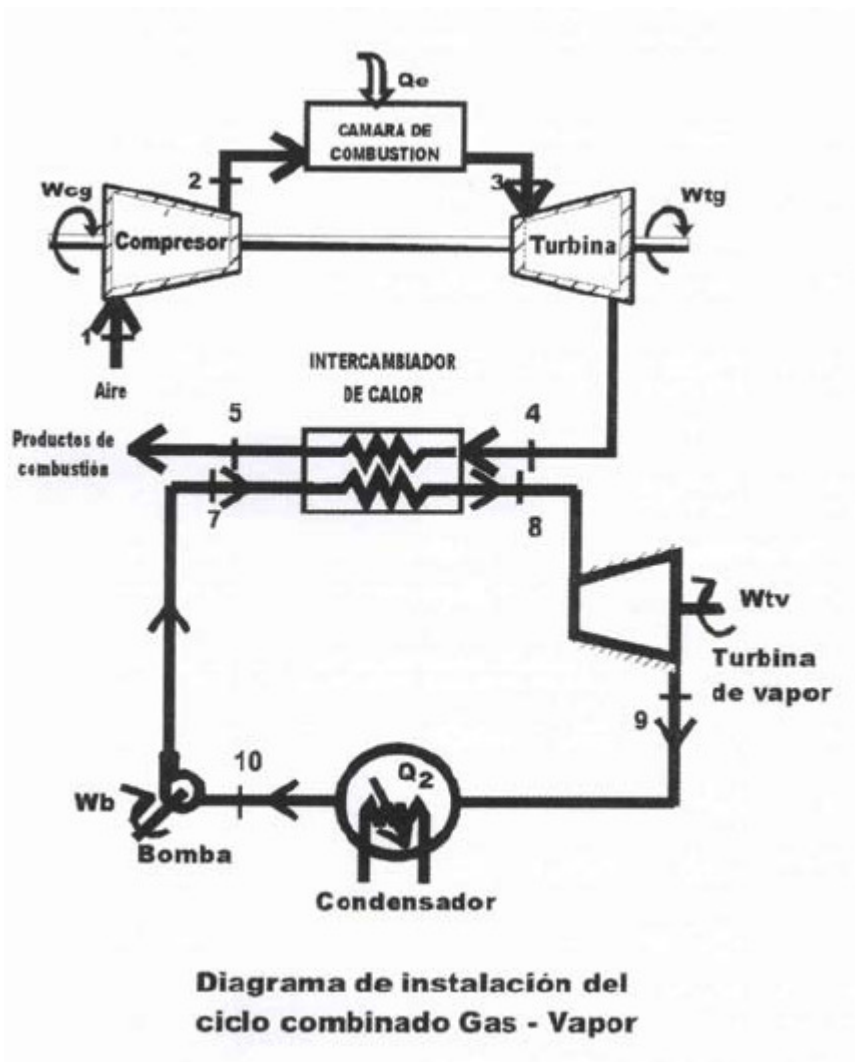 Qe
CAMARA DE
COMBUSTION
2
3
Wcg
Wtg
Compresor
Turbina
1
Aire
INTERCAMBIADOR
DE CALOR
5
4
Productos de
combustión
7
8
Wtv
Turbina
de vapor
9
10
Q2
Wb
Bomba
Condensador
Diagrama de instalación del
ciclo combinado Gas - Vapor